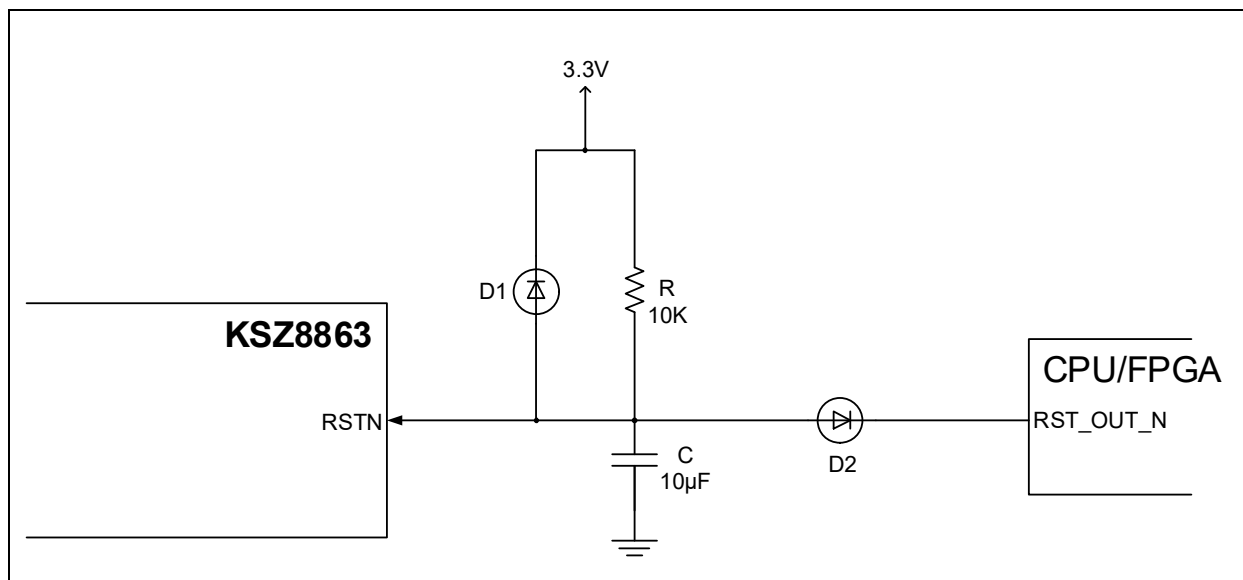 3.3V
D1
R
10K
KSZ8863
CPU/FPGA
RSTN
RST_OUT_N
D2
C
10µF